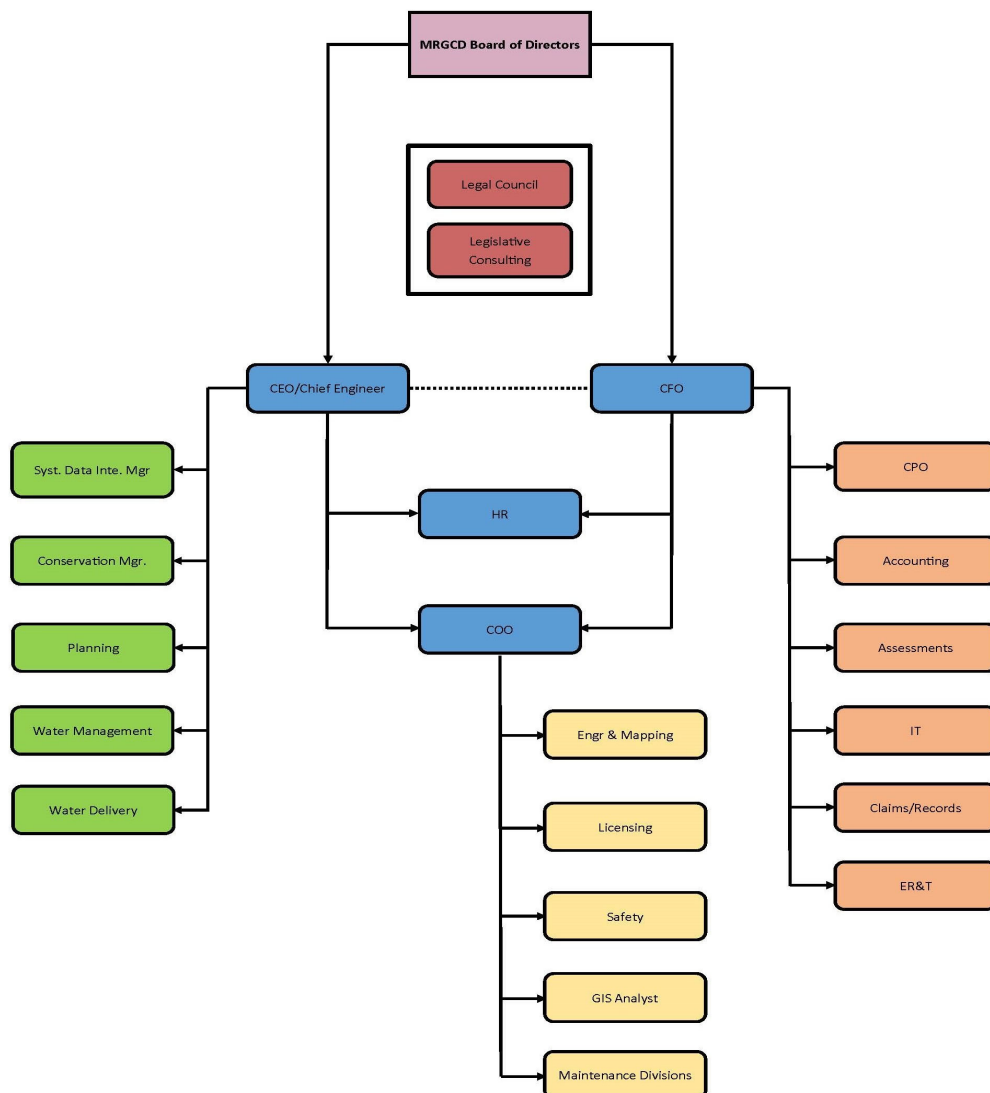 MRGCD Board of Directors
Legal Council
Legislative
Consulting
CEO/Chief Engineer
CFO
Syst. Data Inte. Mgr
Conservation Mgr.
Planning
Water Management
Water Delivery
HR
COO
Engr & Mapping
Licensing
Safety
GIS Analyst
Maintenance Divisions
CPO
Accounting
Assessments
IT
Claims/Records
ER&T